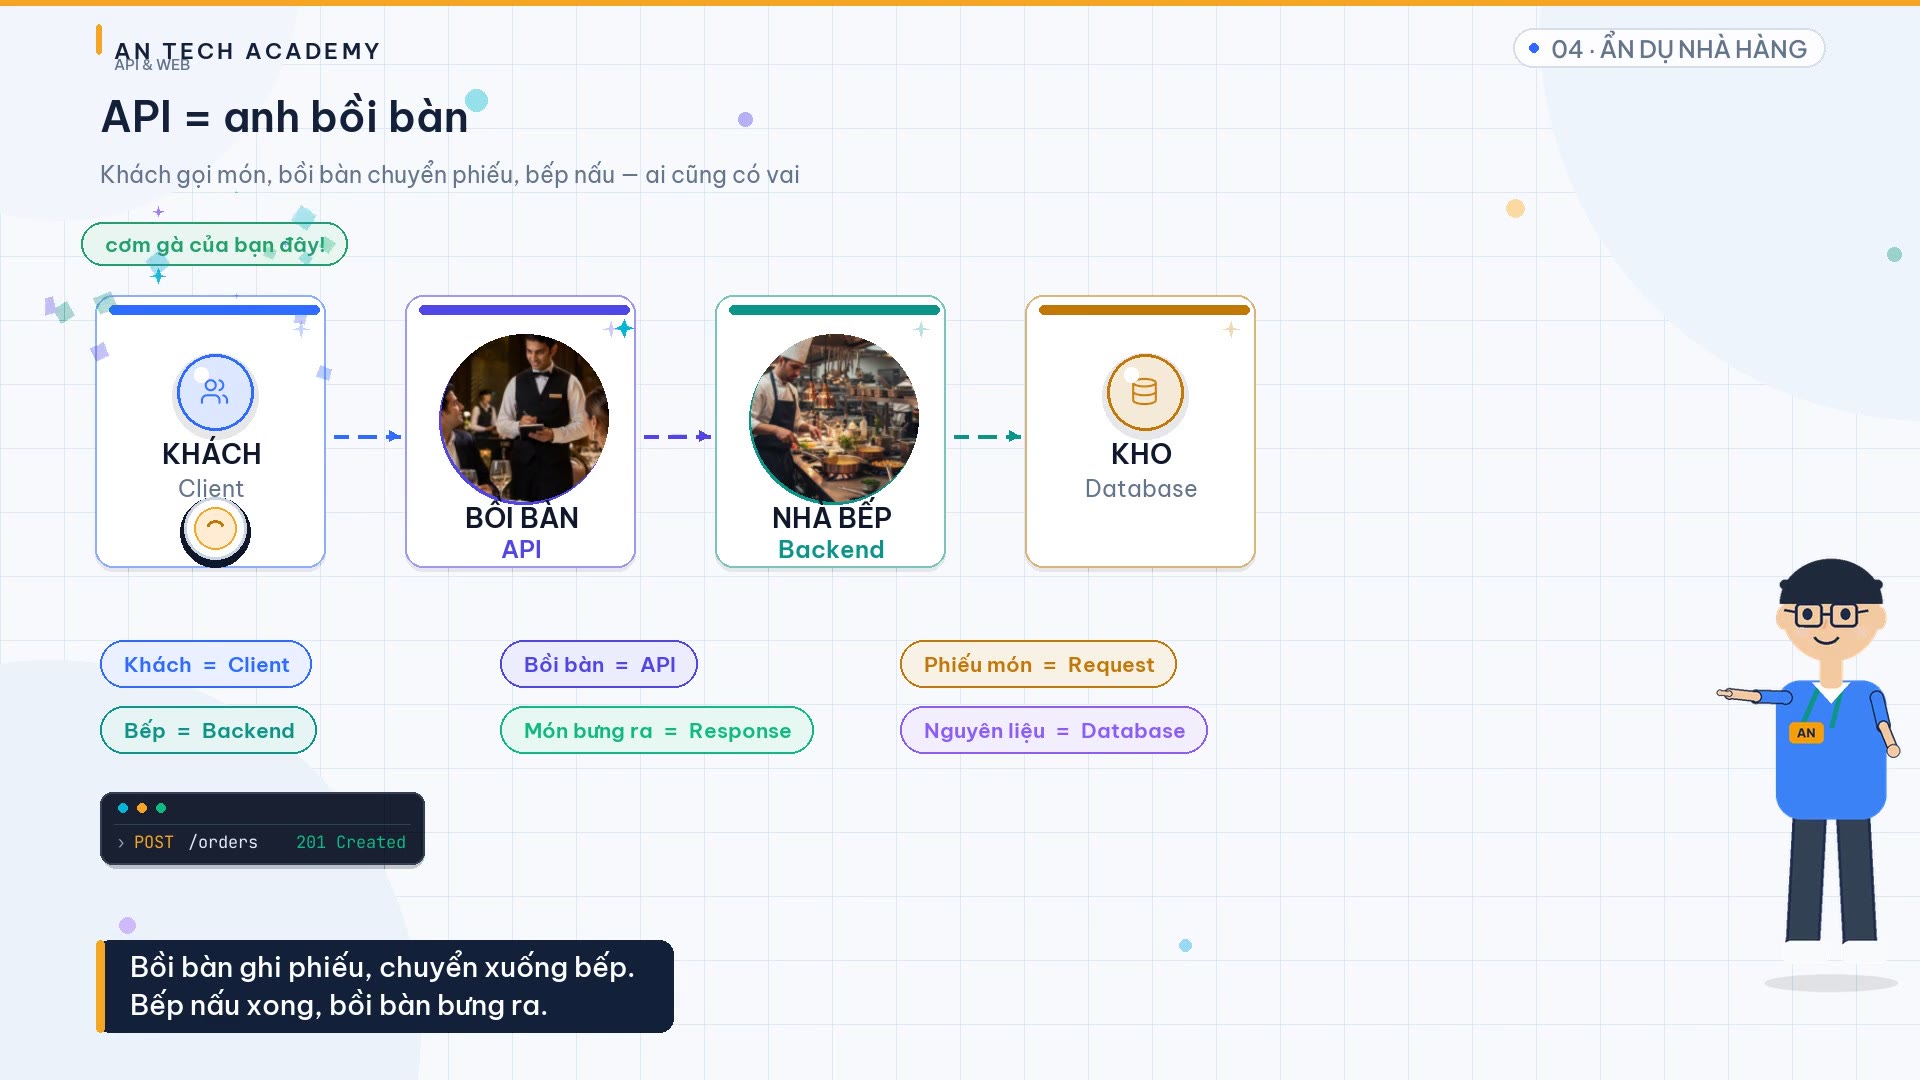 AN TECH ACADEMY
API & WEB
04 · ẨN DỤ NHÀ HÀNG
API = anh bồi bàn
Khách gọi món, bồi bàn chuyển phiếu, bếp nấu — ai cũng có vai
cơm gà của bạn đây!
KHÁCH
Client
BỒI BÀN
API
NHÀ BẾP
Backend
KHO
Database
Khách = Client
Bồi bàn = API
Phiếu món = Request
Bếp = Backend
Món bưng ra = Response
Nguyên liệu = Database
› POST /orders 201 Created
AN
Bồi bàn ghi phiếu, chuyển xuống bếp.
Bếp nấu xong, bồi bàn bưng ra.